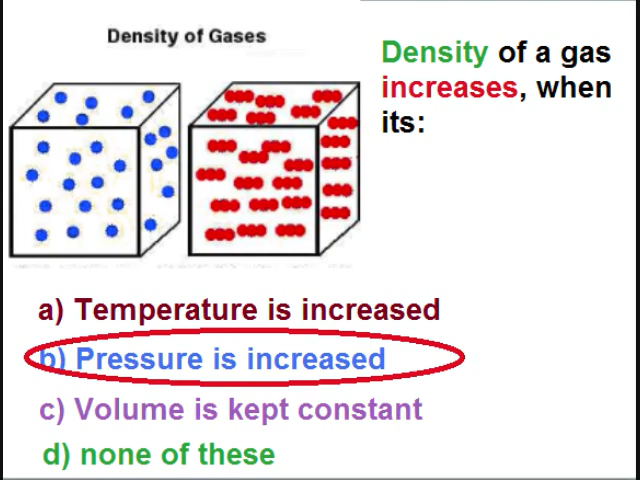 Density of Gases
Density of a gas
increases, when
its:
a) Temperature is increased
b) Pressure is increased
c) Volume is kept constant
d) none of these